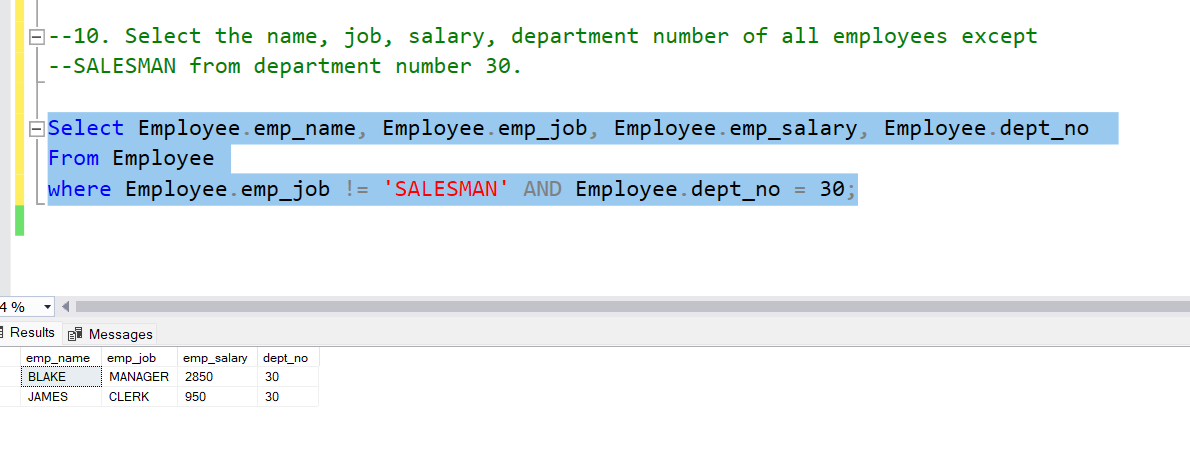 --10. Select the name, job, salary, department number of all employees except
--SALESMAN from department number 30.
Select Employee.emp_name, Employee.emp_job, Employee.emp_salary, Employee.dept_no
From Employee
where Employee.emp_job != 'SALESMAN' AND Employee.dept_no = 30;
4 %
Results Messages
emp_name emp_job emp_salary dept_no
BLAKE MANAGER 2850 30
JAMES CLERK 950 30